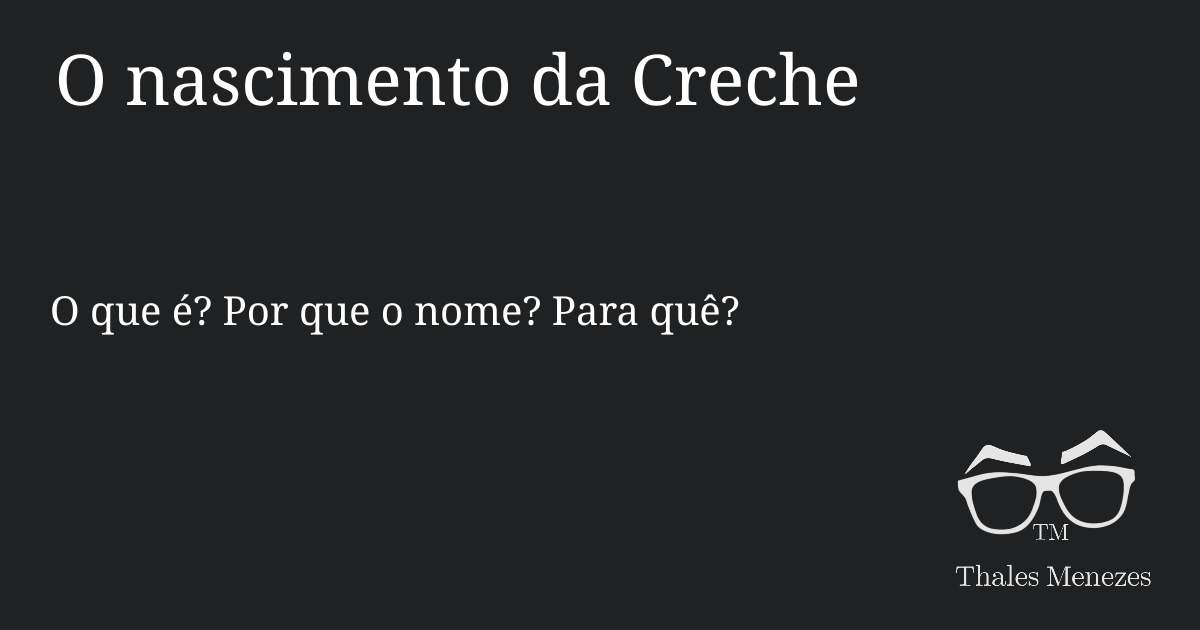 O nascimento da Creche
O que é? Por que o nome? Para quê?
TM
Thales Menezes